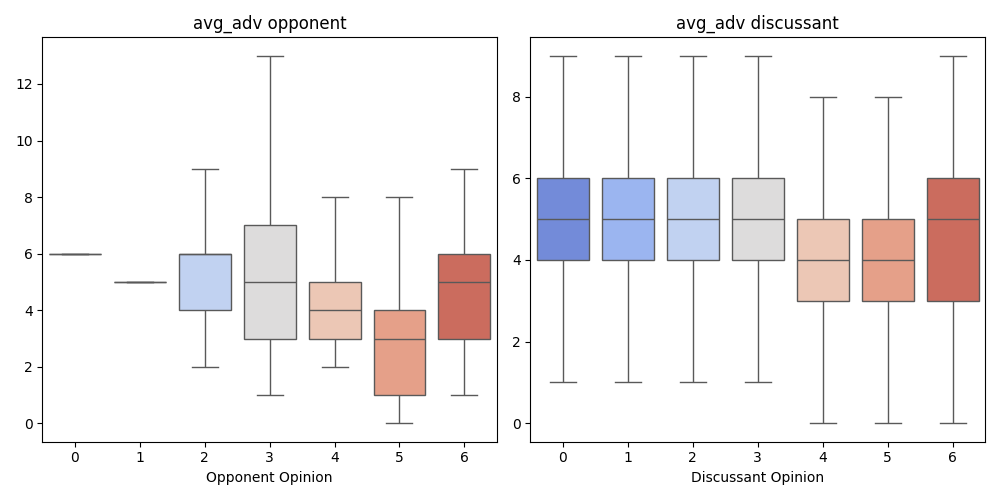 avg_adv opponent
12
10
8
6
4
2
0
0 1 2 3 4 5 6
Opponent Opinion
avg_adv discussant
8
6
4
2
0
0 1 2 3 4 5 6
Discussant Opinion